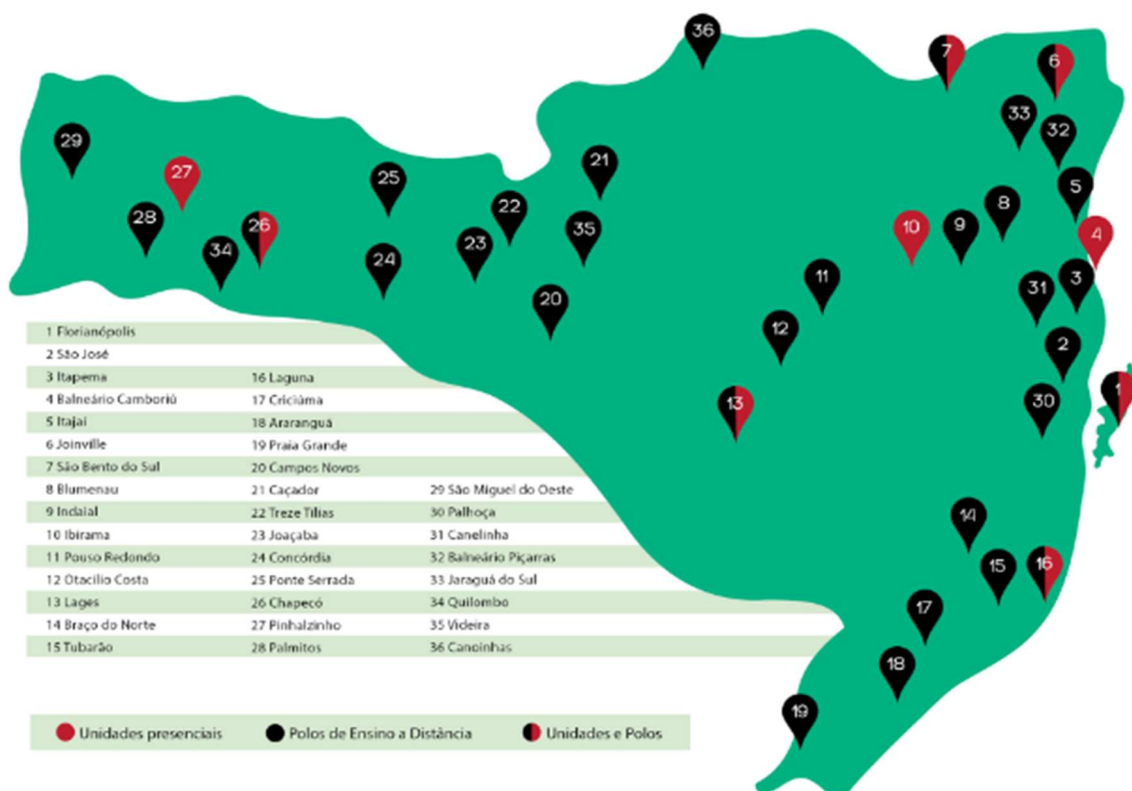 36
7
6
33
32
29
21
27
25
5
22
8
28
26
35
9
10
4
34
23
24
11
3
31
20
12
2
1
13
30
14
15
16
17
18
19
1 Florianópolis
2 São José
3 Itapema
4 Balneário Camboriú
5 Itajaí
6 Joinville
7 São Bento do Sul
8 Blumenau
9 Indaial
10 Ibirama
11 Pouso Redondo
12 Otacílio Costa
13 Lages
14 Braço do Norte
15 Tubarão
16 Laguna
17 Criciúma
18 Araranguá
19 Praia Grande
20 Campos Novos
21 Caçador
22 Treze Tílias
23 Joaçaba
24 Concórdia
25 Ponte Serrada
26 Chapecó
27 Pinhalzinho
28 Palmitos
29 São Miguel do Oeste
30 Palhoça
31 Canelinha
32 Balneário Piçarras
33 Jaraguá do Sul
34 Quilombo
35 Videira
36 Canoinhas
Unidades presenciais
Polos de Ensino a Distância
Unidades e Polos